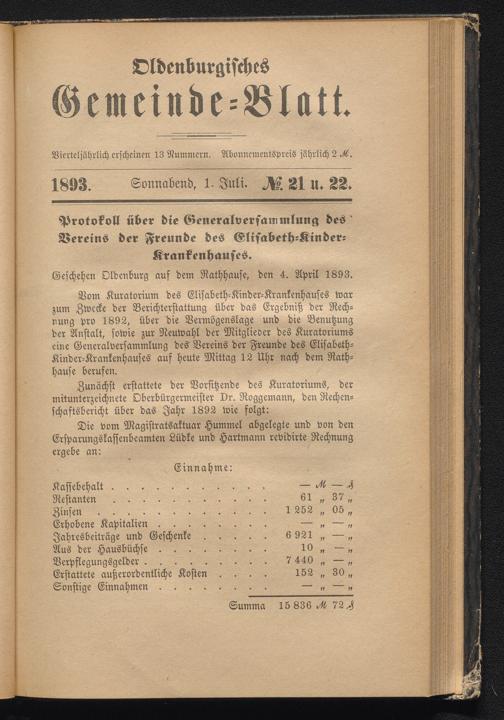 Oldenburgisches
Gemeinde-Blatt.
Vierteljährlich erscheinen 13 Nummern. Abonnementspreis jährlich 2 ℳ.
1893. Sonnabend, 1. Juli. №. 21 u. 22.
Protokoll über die Generalversammlung des
Vereins der Freunde des Elisabeth-Kinder-
Krankenhauses.
Geschehen Oldenburg auf dem Rathhause, den 4. April 1893.
Vom Kuratorium des Elisabeth-Kinder-Krankenhauses war
zum Zwecke der Berichterstattung über das Ergebniß der Rech-
nung pro 1892, über die Vermögenslage und die Benutzung
der Anstalt, sowie zur Neuwahl der Mitglieder des Kuratoriums
eine Generalversammlung des Vereins der Freunde des Elisabeth-
Kinder-Krankenhauses auf heute Mittag 12 Uhr nach dem Rath-
hause berufen.
Zunächst erstattete der Vorsitzende des Kuratoriums, der
mitunterzeichnete Oberbürgermeister Dr. Roggemann, den Rechen-
schaftsbericht über das Jahr 1892 wie folgt:
Die vom Magistratsaktuar Hummel abgelegte und von den
Ersparungskassenbeamten Lüdke und Hartmann revidirte Rechnung
ergebe an:
Einnahme:
Kassebehalt . . . . . . . . . . . — ℳ — ₰
Restanten . . . . . . . . . . . 61 „ 37 „
Zinsen . . . . . . . . . . . 1 252 „ 05 „
Erhobene Kapitalien . . . . . . . . — „ — „
Jahresbeiträge und Geschenke . . . . . 6 921 „ — „
Aus der Hausbüchse . . . . . . . . 10 „ — „
Verpflegungsgelder . . . . . . . . 7 440 „ — „
Erstattete außerordentliche Kosten . . . . 152 „ 30 „
Sonstige Einnahmen . . . . . . . . — „ — „
Summa 15 836 ℳ 72 ₰